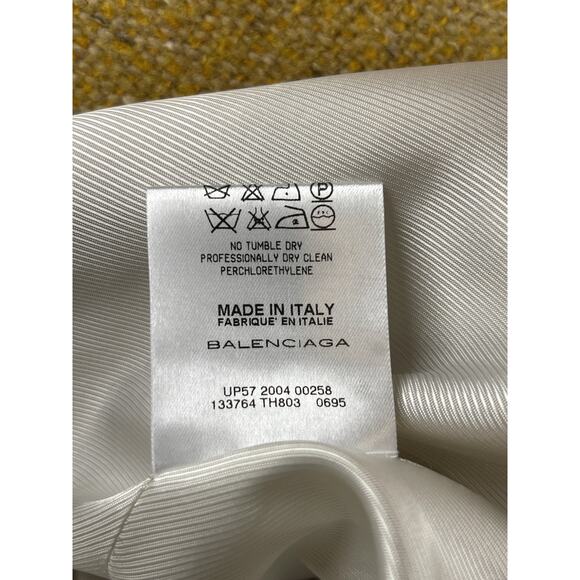 P
NO TUMBLE DRY
PROFESSIONALLY DRY CLEAN
PERCHLORETHYLENE
MADE IN ITALY
FABRIQUE' EN ITALIE
BALENCIAGA
UP57 2004 00258
133764 TH803 0695